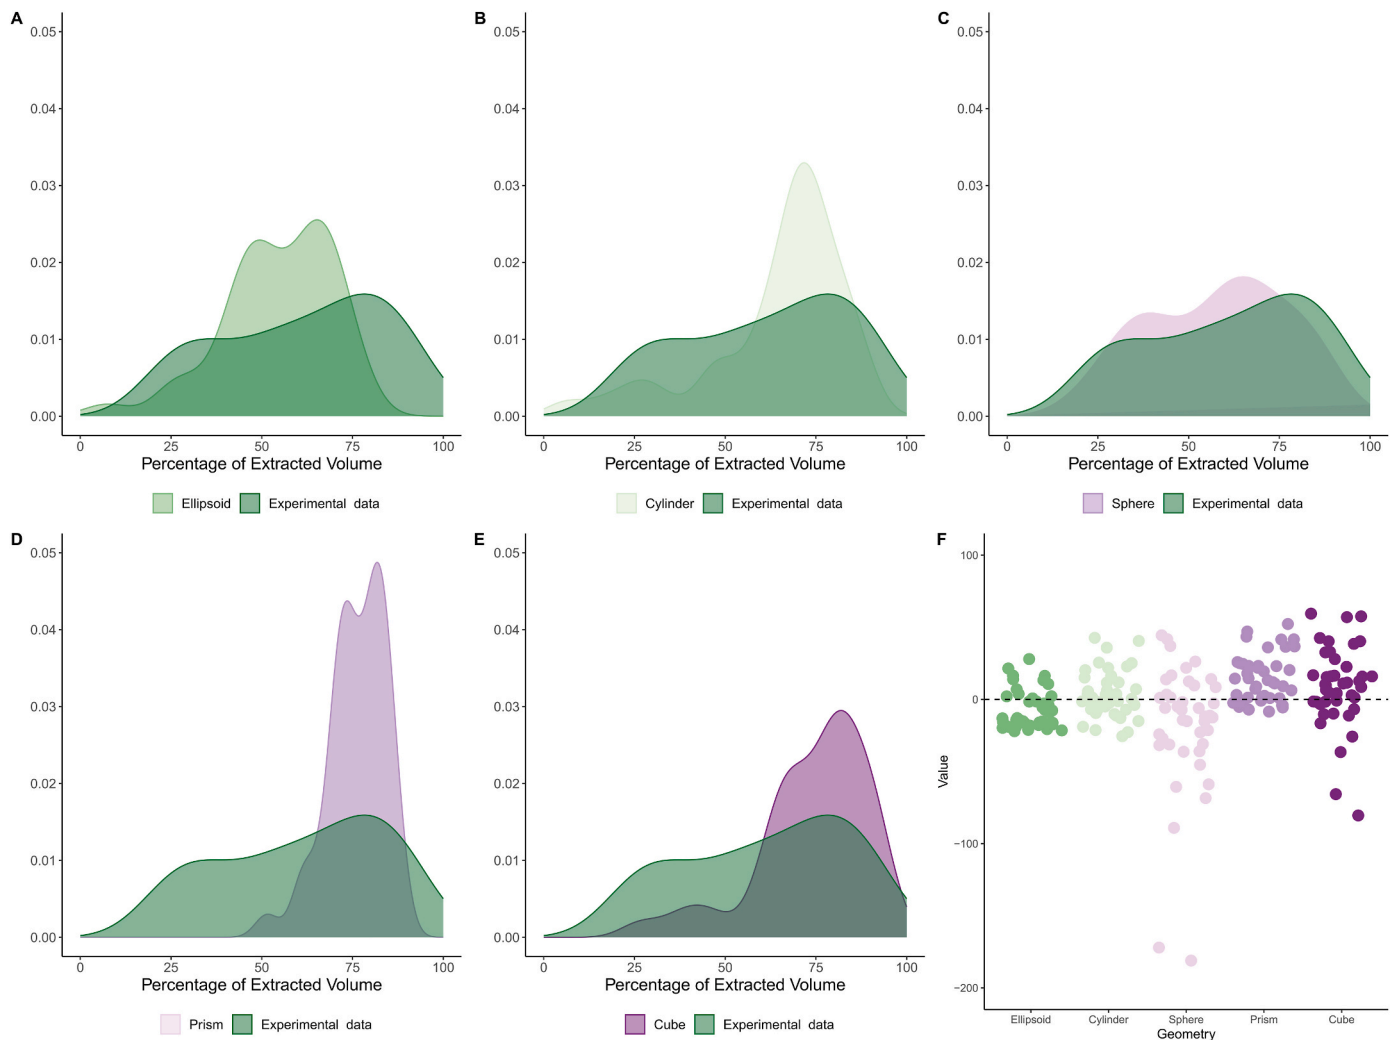 A
0.05
0.04
0.03
0.02
0.01
0.00
0 25 50 75 100
Percentage of Extracted Volume
Ellipsoid Experimental data
B
0.05
0.04
0.03
0.02
0.01
0.00
0 25 50 75 100
Percentage of Extracted Volume
Cylinder Experimental data
C
0.05
0.04
0.03
0.02
0.01
0.00
0 25 50 75 100
Percentage of Extracted Volume
Sphere Experimental data
D
0.05
0.04
0.03
0.02
0.01
0.00
0 25 50 75 100
Percentage of Extracted Volume
Prism Experimental data
E
0.05
0.04
0.03
0.02
0.01
0.00
0 25 50 75 100
Percentage of Extracted Volume
Cube Experimental data
F
100
0
−100
−200
Value
Ellipsoid Cylinder Sphere Prism Cube
Geometry